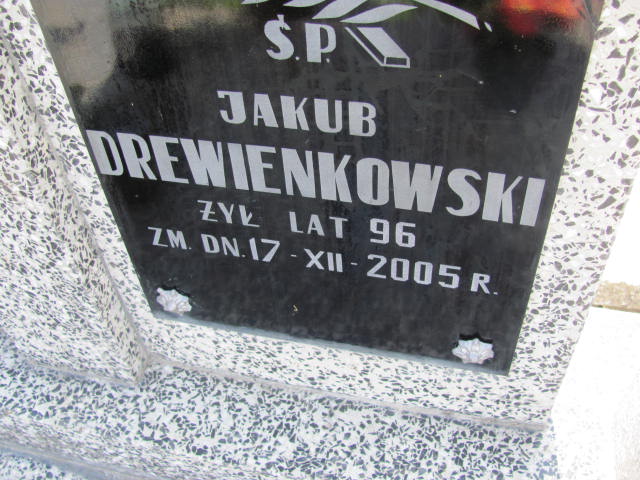 Ś.P.
JAKUB
DREWIENKOWSKI
ŻYŁ LAT 96
ZM. DN. 17-XII-2005 R.